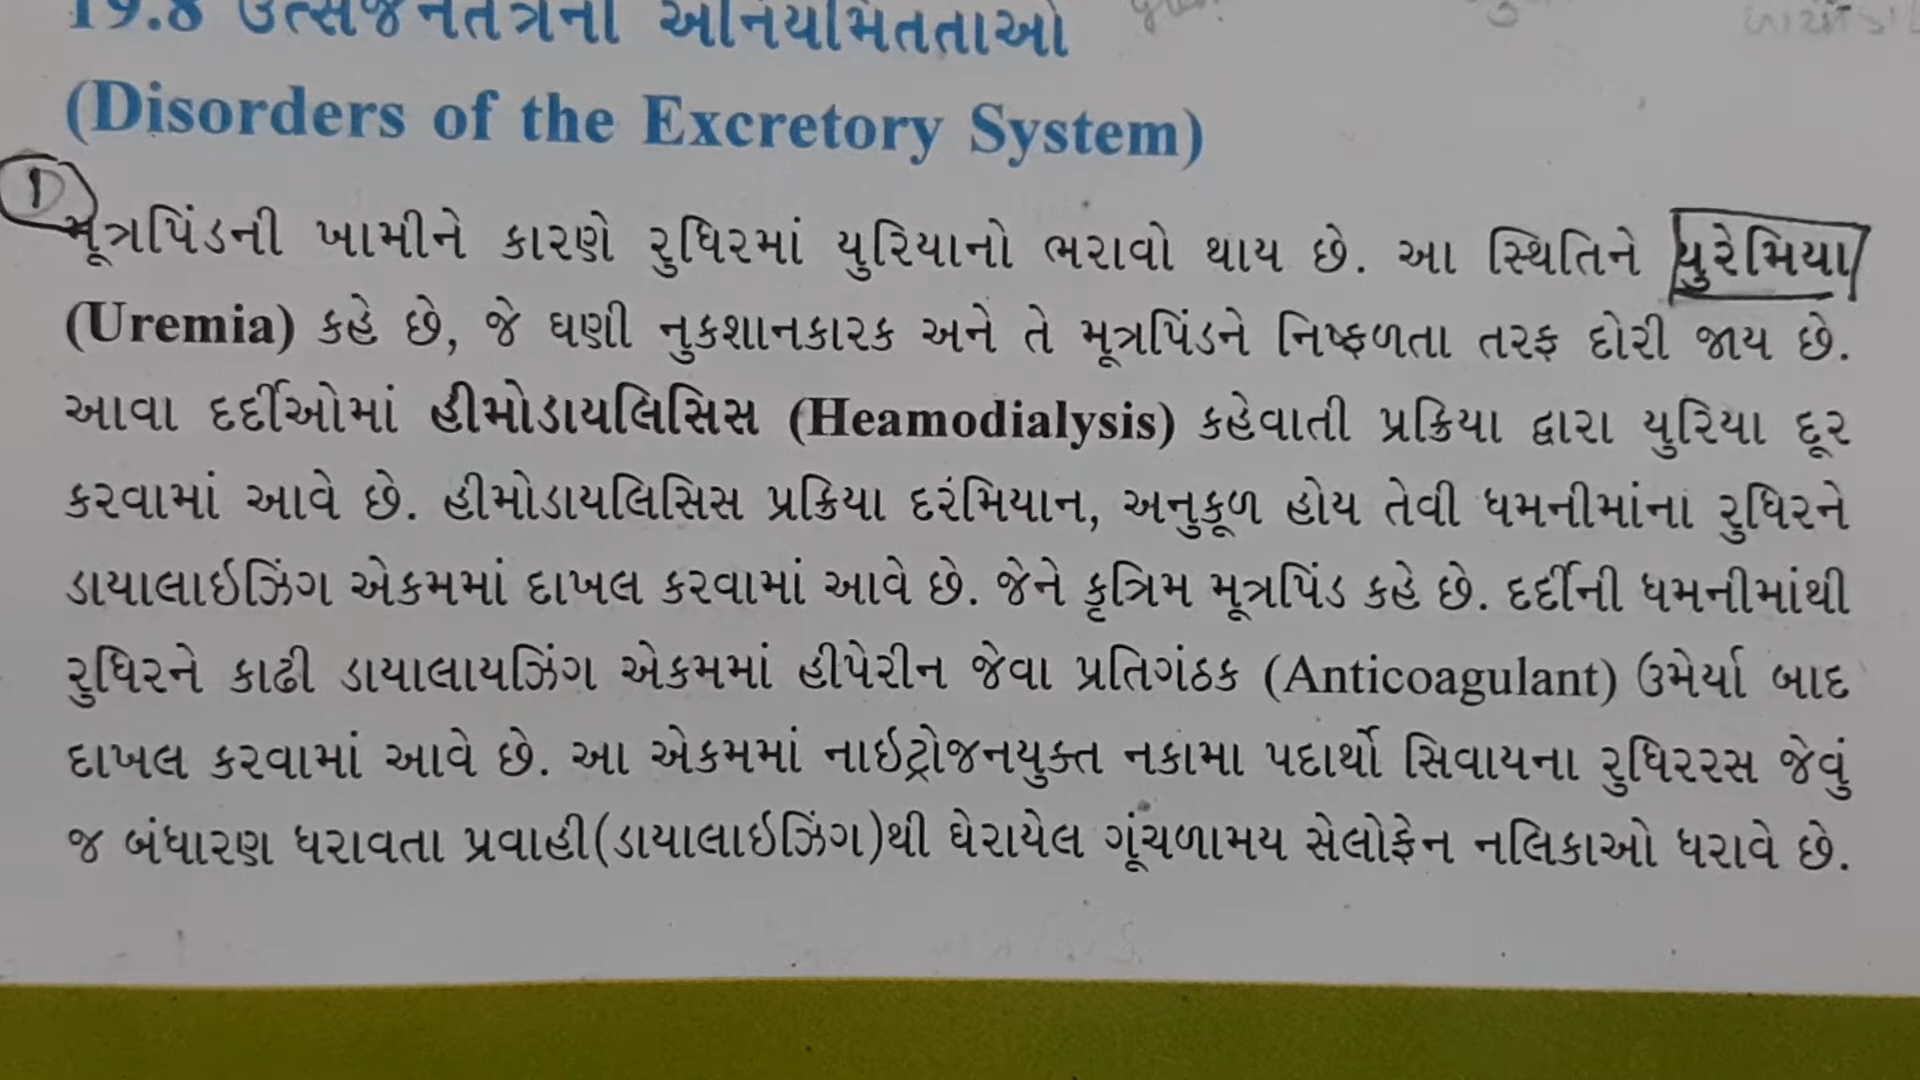 19.8 ઉત્સર્જનતંત્રની અનિયમિતતાઓ
(Disorders of the Excretory System)
1
મૂત્રપિંડની ખામીને કારણે રુધિરમાં યુરિયાનો ભરાવો થાય છે. આ સ્થિતિને યુરેમિયા
(Uremia) કહે છે, જે ઘણી નુકશાનકારક અને તે મૂત્રપિંડને નિષ્ફળતા તરફ દોરી જાય છે.
આવા દર્દીઓમાં હીમોડાયલિસિસ (Heamodialysis) કહેવાતી પ્રક્રિયા દ્વારા યુરિયા દૂર
કરવામાં આવે છે. હીમોડાયલિસિસ પ્રક્રિયા દરંમિયાન, અનુકૂળ હોય તેવી ધમનીમાંના રુધિરને
ડાયાલાઇઝિંગ એકમમાં દાખલ કરવામાં આવે છે. જેને કૃત્રિમ મૂત્રપિંડ કહે છે. દર્દીની ધમનીમાંથી
રુધિરને કાઢી ડાયાલાયઝિંગ એકમમાં હીપેરીન જેવા પ્રતિગંઠક (Anticoagulant) ઉમેર્યા બાદ
દાખલ કરવામાં આવે છે. આ એકમમાં નાઇટ્રોજનયુક્ત નકામા પદાર્થો સિવાયના રુધિરરસ જેવું
જ બંધારણ ધરાવતા પ્રવાહી(ડાયાલાઇઝિંગ)થી ઘેરાયેલ ગૂંચળામય સેલોફેન નલિકાઓ ધરાવે છે.